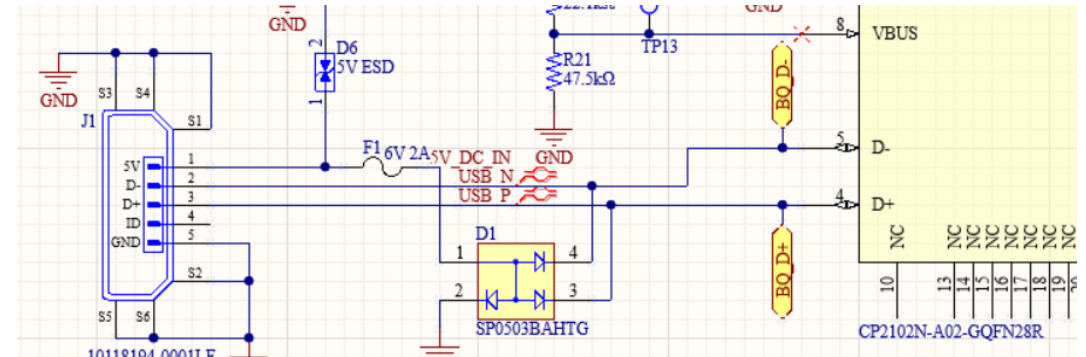 GND
GND
2
D6
5V ESD
1
R21
47.5kΩ
TP13
8
VBUS
GND
S3
S4
J1
S1
BQ_D-
5V
1
F1
6V 2A
5V_DC_IN
GND
5
D-
D-
2
USB_N
D+
3
USB_P
4
D+
ID
4
GND
5
D1
S2
1
4
2
3
BQ_D+
SP0503BAHTG
S5
S6
NC
NC
NC
NC
NC
NC
NC
NC
10
13
14
15
16
17
18
19
CP2102N-A02-GQFN28R